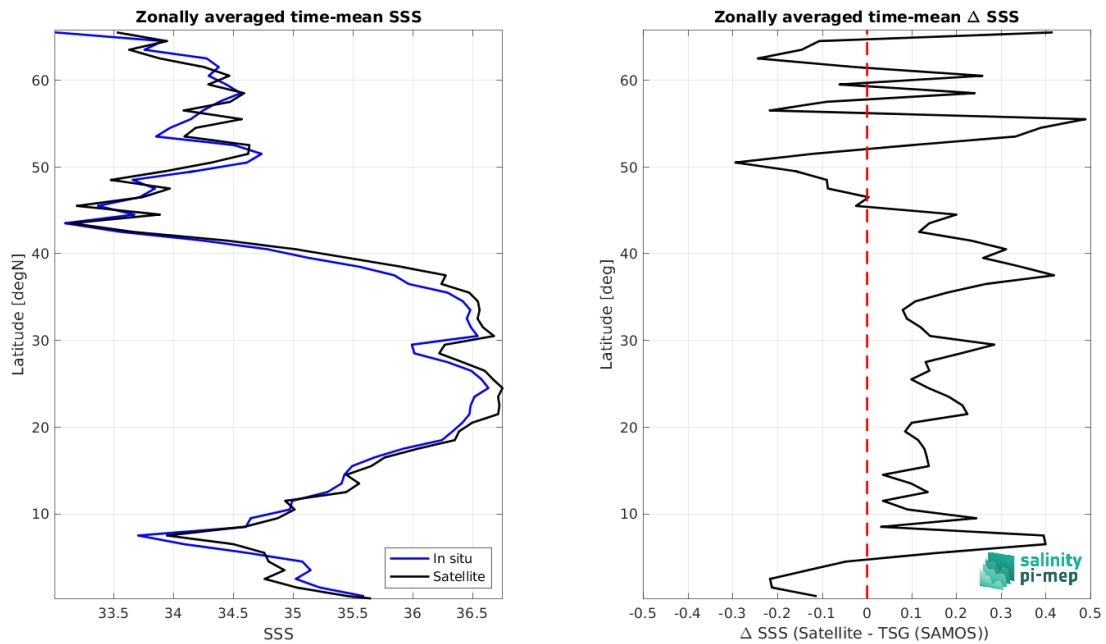 Zonally averaged time-mean SSS
60
50
40
30
20
10
Latitude [degN]
33.5 34 34.5 35 35.5 36 36.5
SSS
In situ
Satellite
Zonally averaged time-mean Δ SSS
60
50
40
30
20
10
Latitude [deg]
-0.5 -0.4 -0.3 -0.2 -0.1 0 0.1 0.2 0.3 0.4 0.5
Δ SSS (Satellite - TSG (SAMOS))
salinity
pi-mep